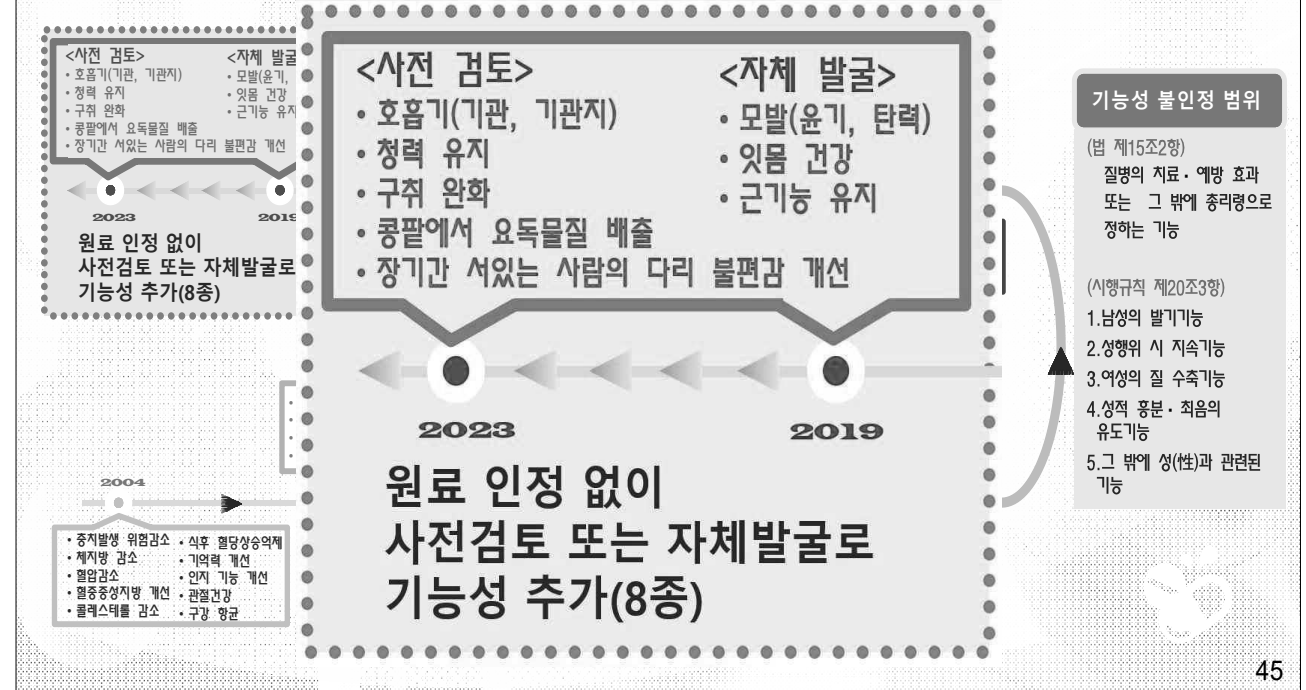 <사전 검토>
• 호흡기(기관, 기관지)
• 청력 유지
• 구취 완화
• 콩팥에서 요독물질 배출
• 장기간 서있는 사람의 다리 불편감 개선
<자체 발굴
• 모발(윤기,
• 잇몸 건강
• 근기능 유지
2023
2019
원료 인정 없이
사전검토 또는 자체발굴로
기능성 추가(8종)
2004
• 충치발생 위험감소
• 체지방 감소
• 혈압감소
• 혈중중성지방 개선
• 콜레스테롤 감소
• 식후 혈당상승억제
• 기억력 개선
• 인지 기능 개선
• 관절건강
• 구강 항균
<사전 검토>
• 호흡기(기관, 기관지)
• 청력 유지
• 구취 완화
• 콩팥에서 요독물질 배출
• 장기간 서있는 사람의 다리 불편감 개선
<자체 발굴>
• 모발(윤기, 탄력)
• 잇몸 건강
• 근기능 유지
2023
2019
원료 인정 없이
사전검토 또는 자체발굴로
기능성 추가(8종)
기능성 불인정 범위
(법 제15조2항)
질병의 치료·예방 효과
또는 그 밖에 총리령으로
정하는 기능
(시행규칙 제20조3항)
1.남성의 발기기능
2.성행위 시 지속기능
3.여성의 질 수축기능
4.성적 흥분·최음의
유도기능
5.그 밖에 성(性)과 관련된
기능
45